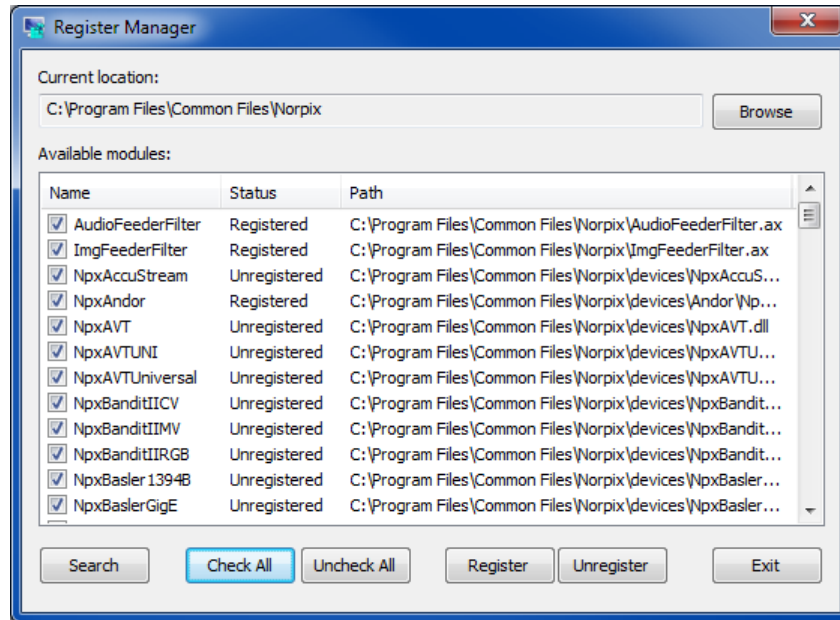 Register Manager
Current location:
C:\Program Files\Common Files\Norpix
Browse
Available modules:
Name Status Path
AudioFeederFilter Registered C:\Program Files\Common Files\Norpix\AudioFeederFilter.ax
ImgFeederFilter Registered C:\Program Files\Common Files\Norpix\ImgFeederFilter.ax
NpxAccuStream Unregistered C:\Program Files\Common Files\Norpix\devices\NpxAccuS...
NpxAndor Registered C:\Program Files\Common Files\Norpix\devices\Andor\Np...
NpxAVT Unregistered C:\Program Files\Common Files\Norpix\devices\NpxAVT.dll
NpxAVTUNI Unregistered C:\Program Files\Common Files\Norpix\devices\NpxAVTU...
NpxAVTUniversal Unregistered C:\Program Files\Common Files\Norpix\devices\NpxAVTU...
NpxBanditIICV Unregistered C:\Program Files\Common Files\Norpix\devices\NpxBandit...
NpxBanditIIMV Unregistered C:\Program Files\Common Files\Norpix\devices\NpxBandit...
NpxBanditIIRGB Unregistered C:\Program Files\Common Files\Norpix\devices\NpxBandit...
NpxBasler1394B Unregistered C:\Program Files\Common Files\Norpix\devices\NpxBasler...
NpxBaslerGigE Unregistered C:\Program Files\Common Files\Norpix\devices\NpxBasler...
Search Check All Uncheck All Register Unregister Exit